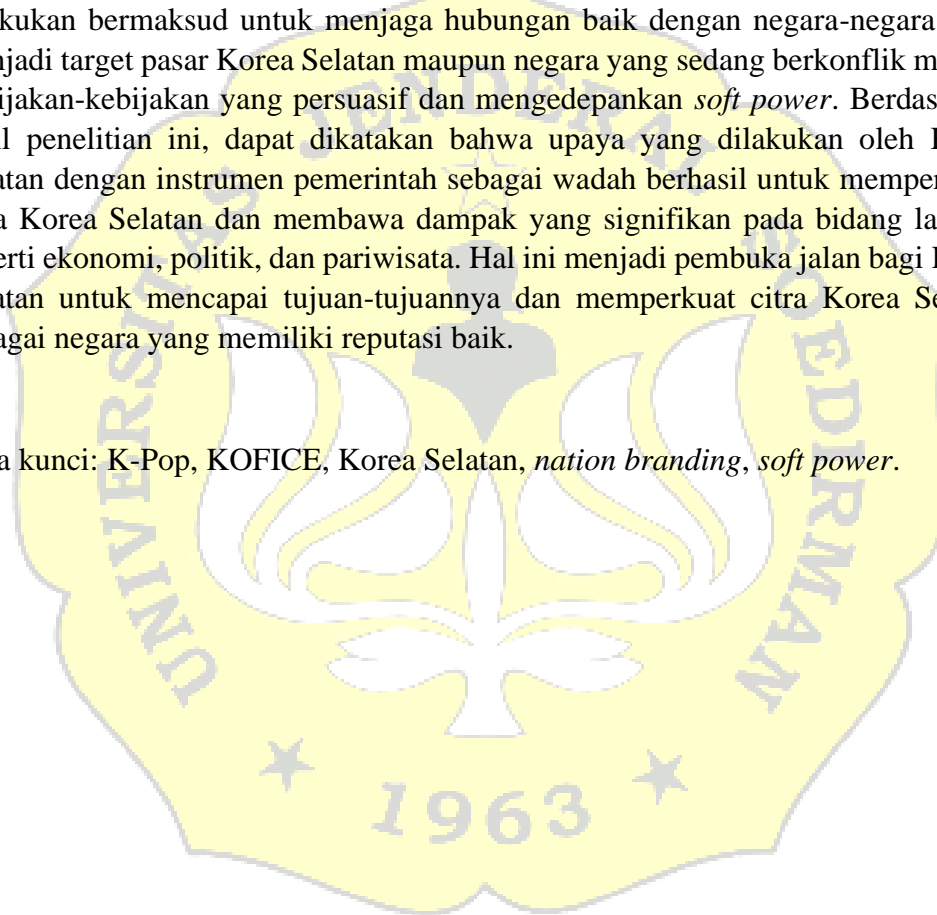 kukan bermaksud untuk menjaga hubungan baik dengan negara-negara
njadi target pasar Korea Selatan maupun negara yang sedang berkonflik m
ijakan-kebijakan yang persuasif dan mengedepankan soft power. Berdas
l penelitian ini, dapat dikatakan bahwa upaya yang dilakukan oleh
atan dengan instrumen pemerintah sebagai wadah berhasil untuk memper
a Korea Selatan dan membawa dampak yang signifikan pada bidang la
erti ekonomi, politik, dan pariwisata. Hal ini menjadi pembuka jalan bagi
atan untuk mencapai tujuan-tujuannya dan memperkuat citra Korea Se
agai negara yang memiliki reputasi baik.
a kunci: K-Pop, KOFICE, Korea Selatan, nation branding, soft power.
UNIVERSITAS JENDERAL SOEDIRMAN
1963